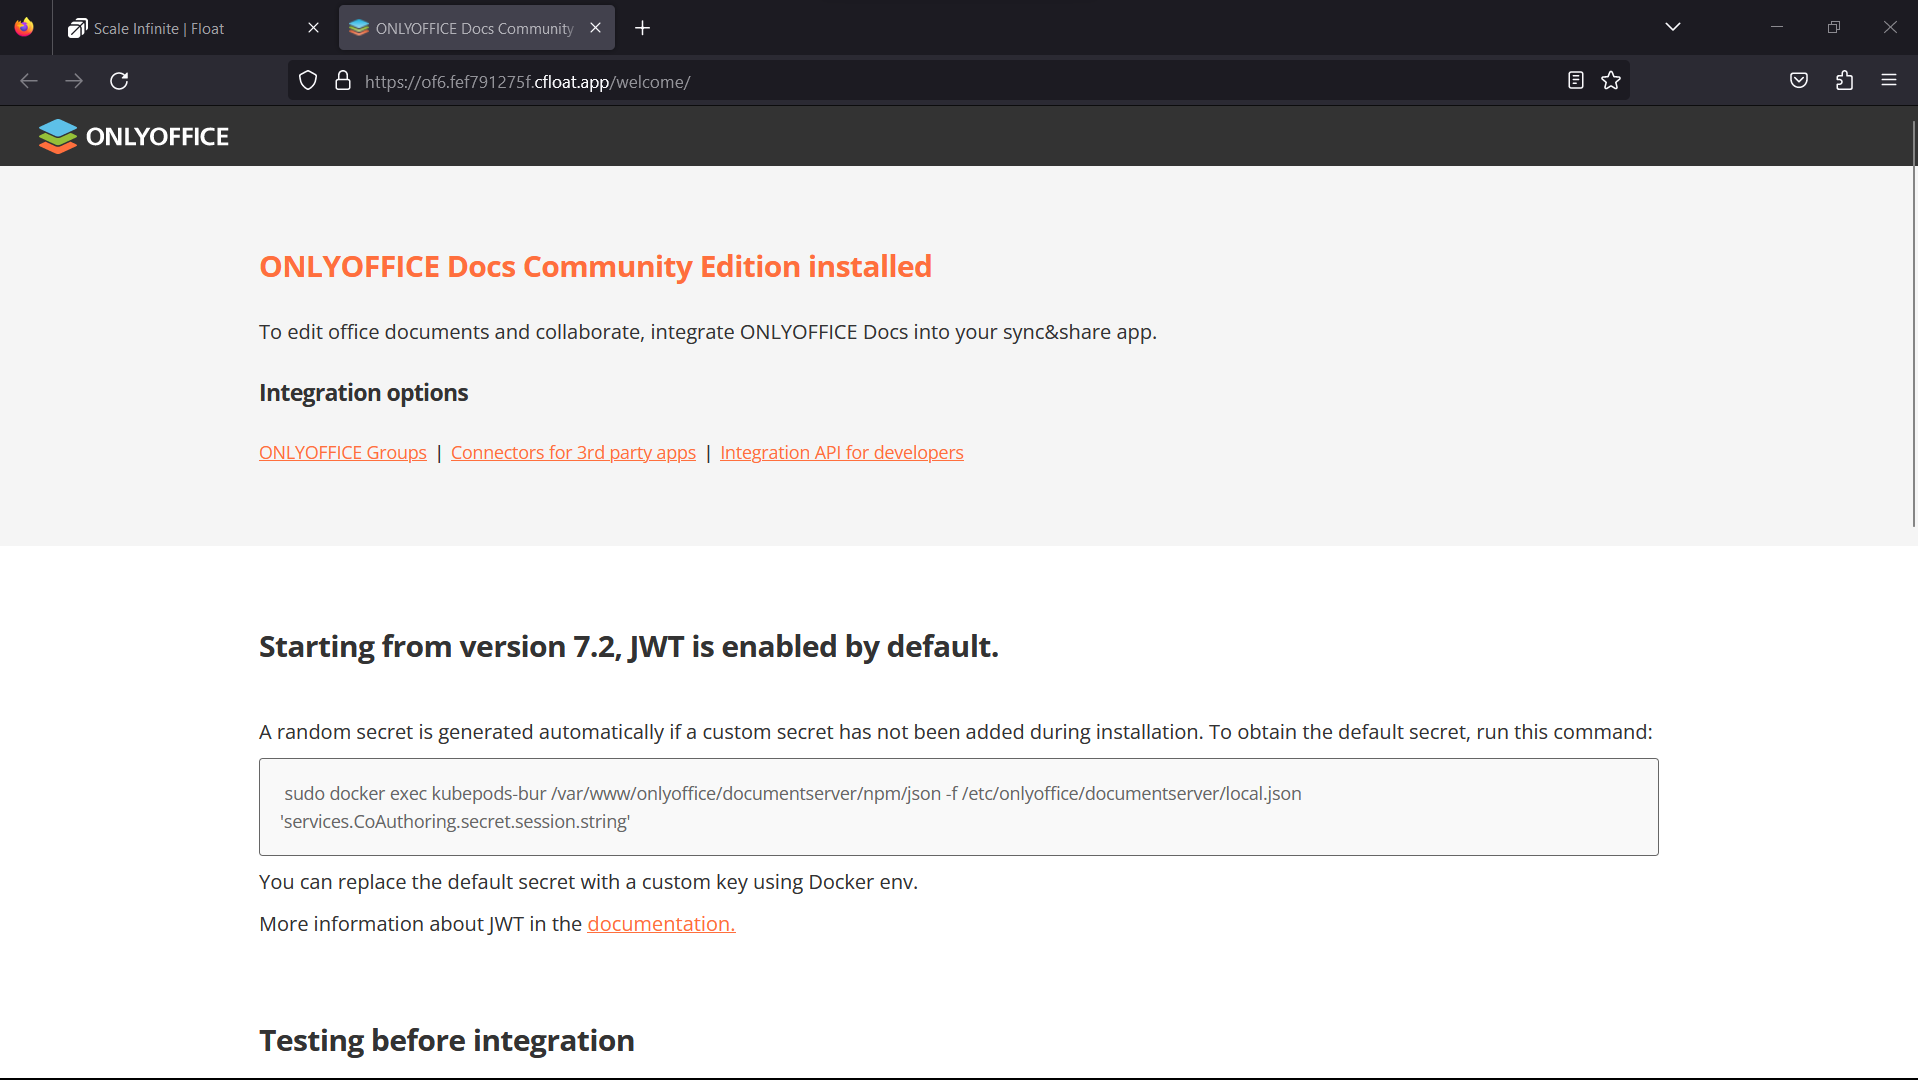 Scale Infinite | Float
ONLYOFFICE Docs Community
https://of6.fef791275f.cfloat.app/welcome/
ONLYOFFICE
ONLYOFFICE Docs Community Edition installed
To edit office documents and collaborate, integrate ONLYOFFICE Docs into your sync&share app.
Integration options
ONLYOFFICE Groups | Connectors for 3rd party apps | Integration API for developers
Starting from version 7.2, JWT is enabled by default.
A random secret is generated automatically if a custom secret has not been added during installation. To obtain the default secret, run this command:
sudo docker exec kubepods-bur /var/www/onlyoffice/documentserver/npm/json -f /etc/onlyoffice/documentserver/local.json
'services.CoAuthoring.secret.session.string'
You can replace the default secret with a custom key using Docker env.
More information about JWT in the documentation.
Testing before integration